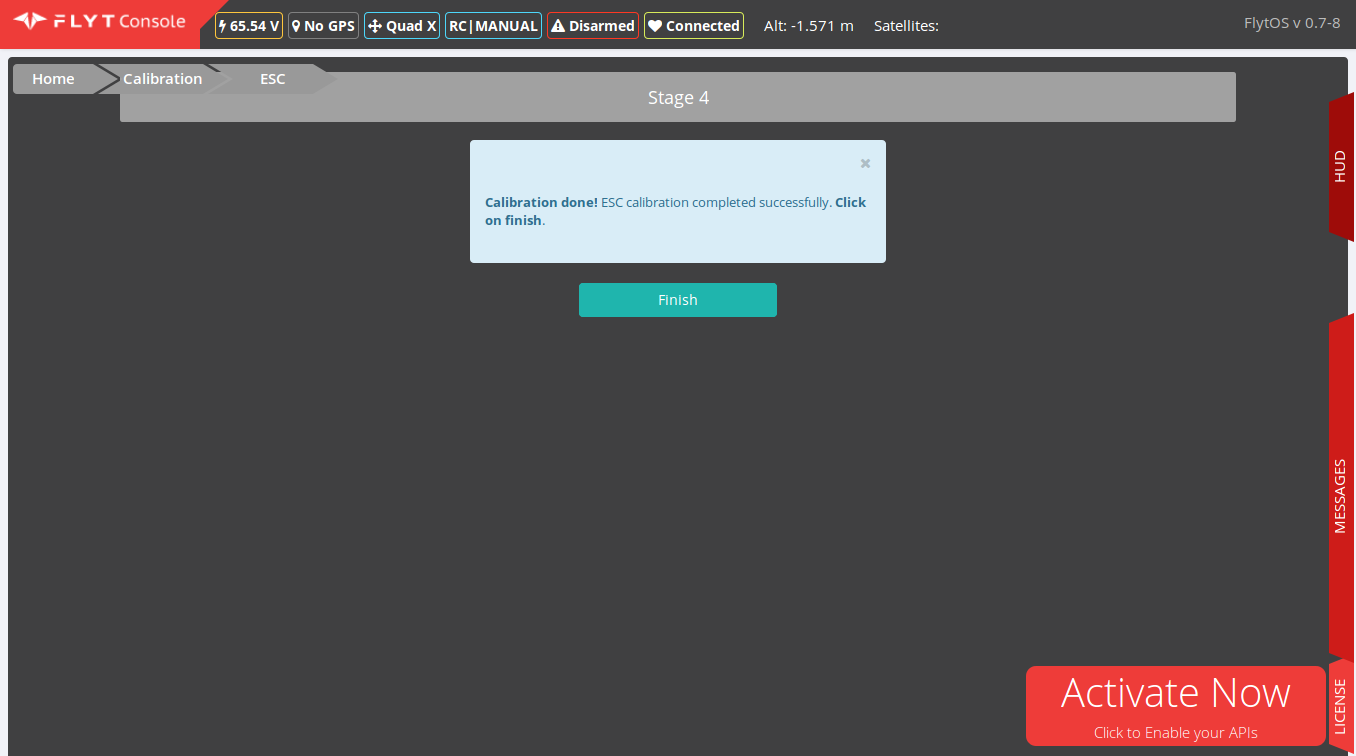 FLYT Console
65.54 V No GPS Quad X RC|MANUAL Disarmed Connected Alt: -1.571 m Satellites: FlytOS v 0.7-8
Home Calibration ESC
Stage 4
HUD
Calibration done! ESC calibration completed successfully. Click
on finish.
Finish
MESSAGES
Activate Now
Click to Enable your APIs
LICENSE